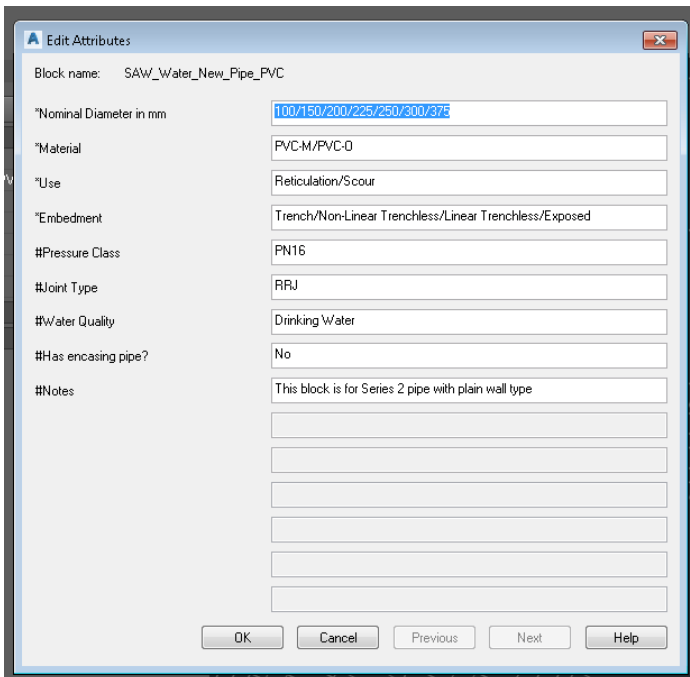 Edit Attributes
Block name: SAW_Water_New_Pipe_PVC
*Nominal Diameter in mm 100/150/200/225/250/300/375
*Material PVC-M/PVC-O
*Use Reticulation/Scour
*Embedment Trench/Non-Linear Trenchless/Linear Trenchless/Exposed
#Pressure Class PN16
#Joint Type RRJ
#Water Quality Drinking Water
#Has encasing pipe? No
#Notes This block is for Series 2 pipe with plain wall type
OK Cancel Previous Next Help